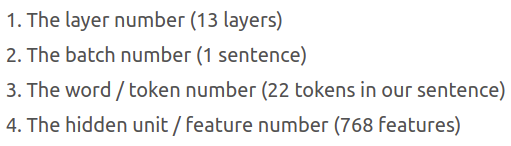 1. The layer number (13 layers)
2. The batch number (1 sentence)
3. The word / token number (22 tokens in our sentence)
4. The hidden unit / feature number (768 features)